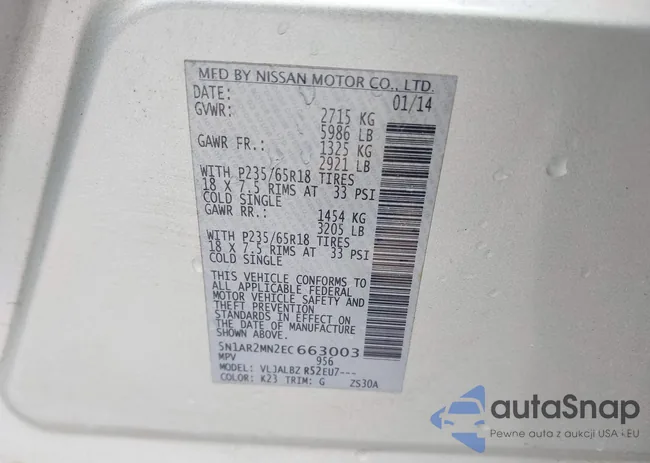 MFD BY NISSAN MOTOR CO., LTD.
DATE: 01/14
GVWR: 2715 KG
5986 LB
GAWR FR.: 1325 KG
2921 LB
WITH P235/65R18 TIRES
18 X 7.5 RIMS AT 33 PSI
COLD SINGLE
GAWR RR.: 1454 KG
3205 LB
WITH P235/65R18 TIRES
18 X 7.5 RIMS AT 33 PSI
COLD SINGLE
THIS VEHICLE CONFORMS TO
ALL APPLICABLE FEDERAL
MOTOR VEHICLE SAFETY AND
THEFT PREVENTION
STANDARDS IN EFFECT ON
THE DATE OF MANUFACTURE
SHOWN ABOVE.
5N1AR2MN2EC 663003
MPV 956
MODEL: VLJALBZ R52EU7---
COLOR: K23 TRIM: G ZS30A
autaSnap
Pewne auta z aukcji USA i EU